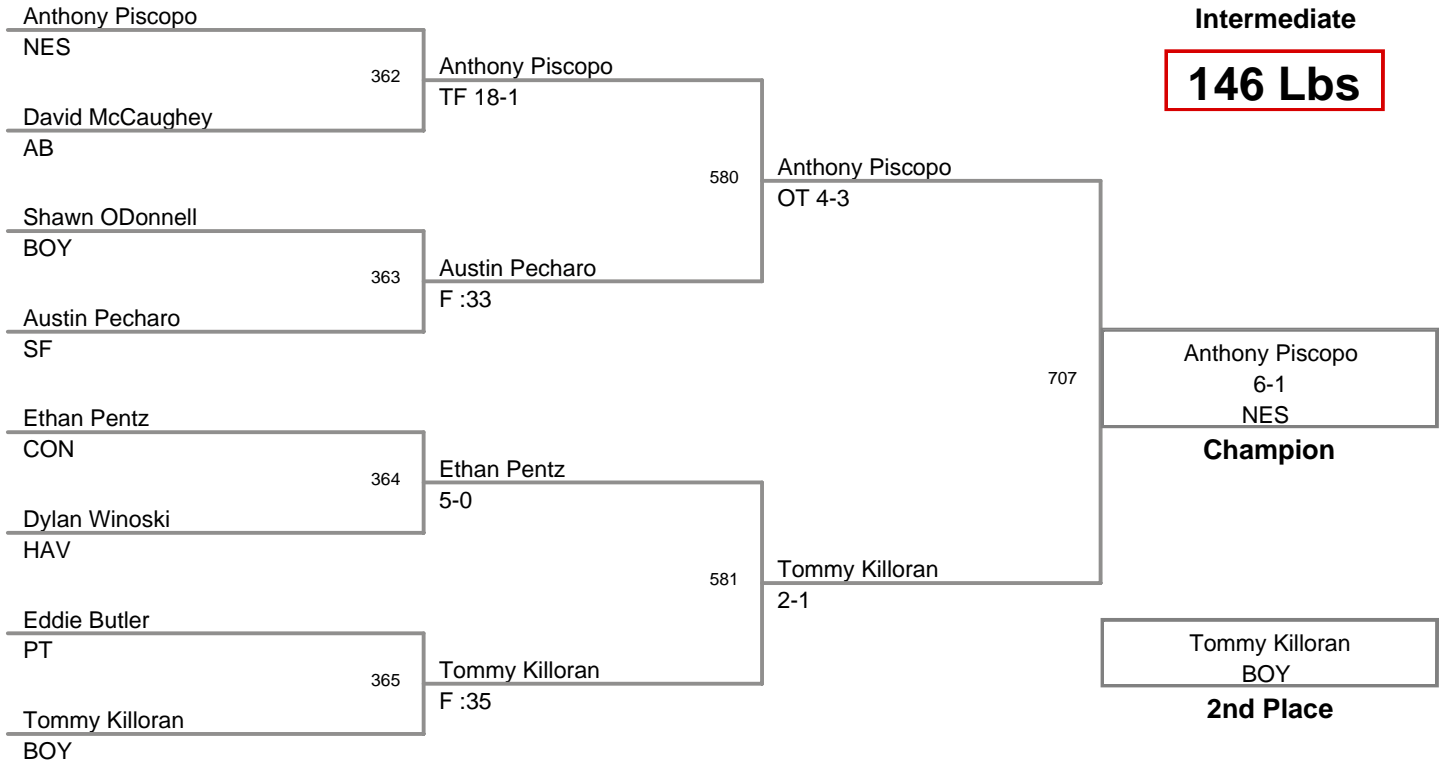 Anthony Piscopo
NES
362
David McCaughey
AB
Anthony Piscopo
TF 18-1
Shawn ODonnell
BOY
363
Austin Pecharo
SF
Austin Pecharo
F :33
580
Anthony Piscopo
OT 4-3
Ethan Pentz
CON
364
Dylan Winoski
HAV
Ethan Pentz
5-0
Eddie Butler
PT
365
Tommy Killoran
BOY
Tommy Killoran
F :35
581
Tommy Killoran
2-1
707
Intermediate
146 Lbs
Anthony Piscopo
6-1
NES
Champion
Tommy Killoran
BOY
2nd Place